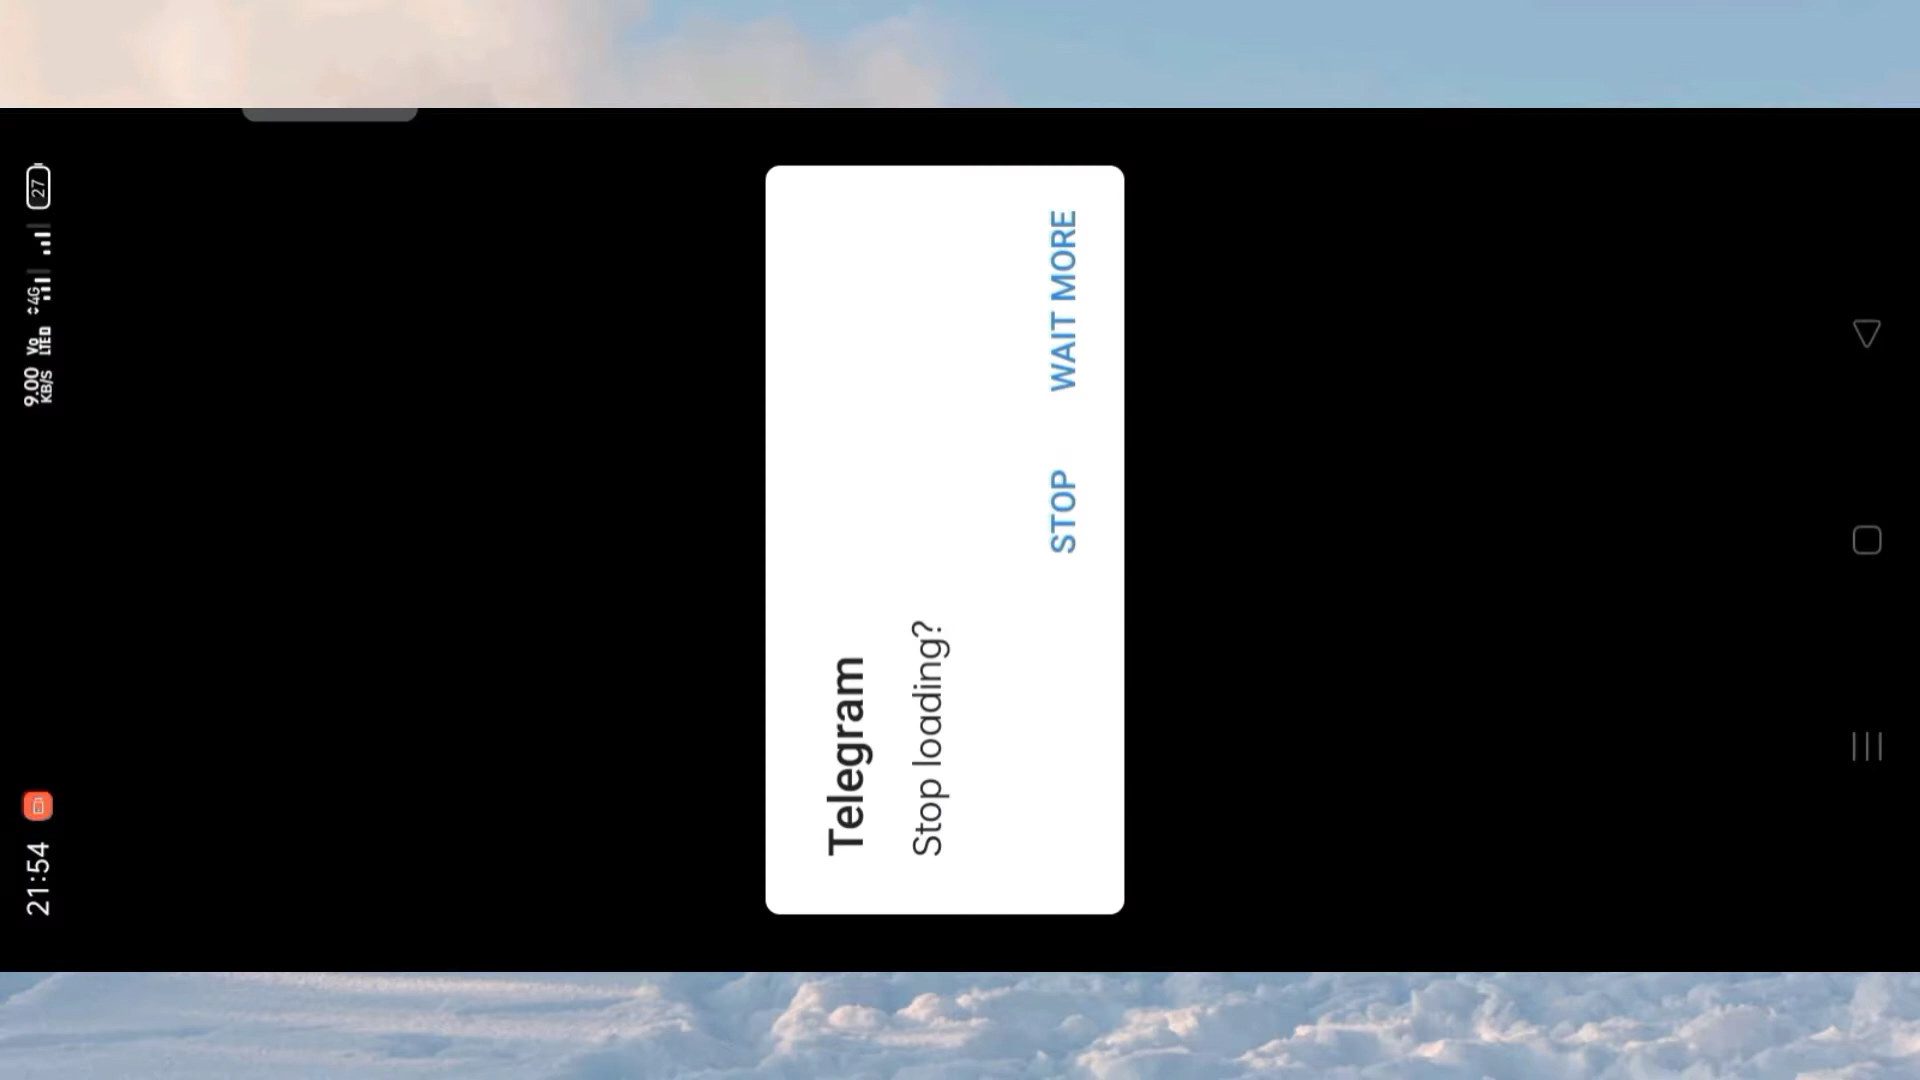 21:54
9.00 KB/S Vo LTE 4G 27
Telegram
Stop loading?
STOP WAIT MORE